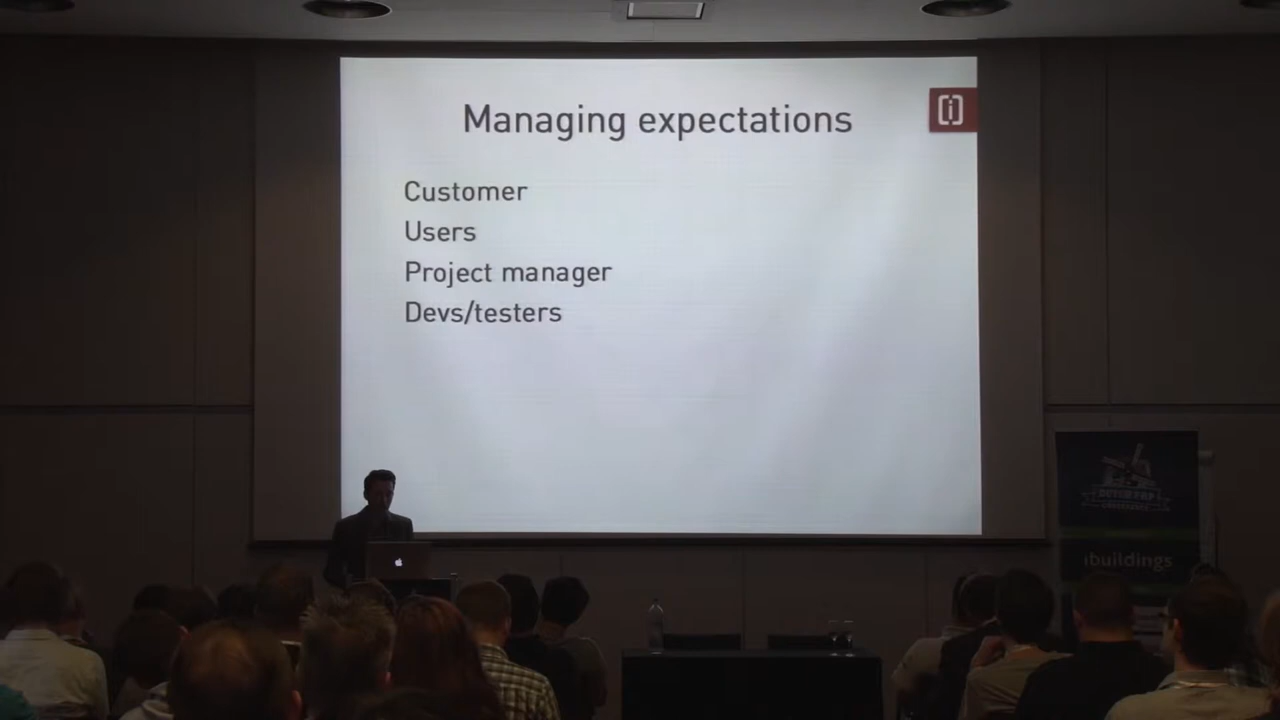 Managing expectations
[i]
Customer
Users
Project manager
Devs/testers
ibuildings